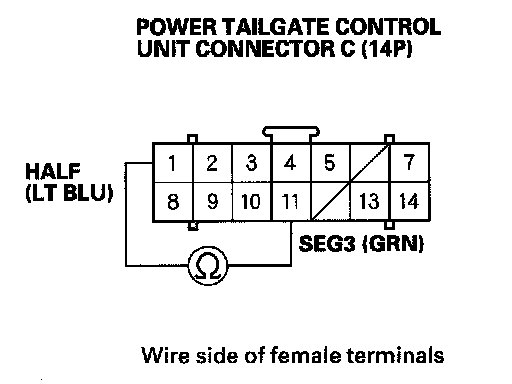 POWER TAILGATE CONTROL
UNIT CONNECTOR C (14P)
HALF
(LT BLU)
1 2 3 4 5 7
8 9 10 11 13 14
SEG3 (GRN)
Ω
Wire side of female terminals